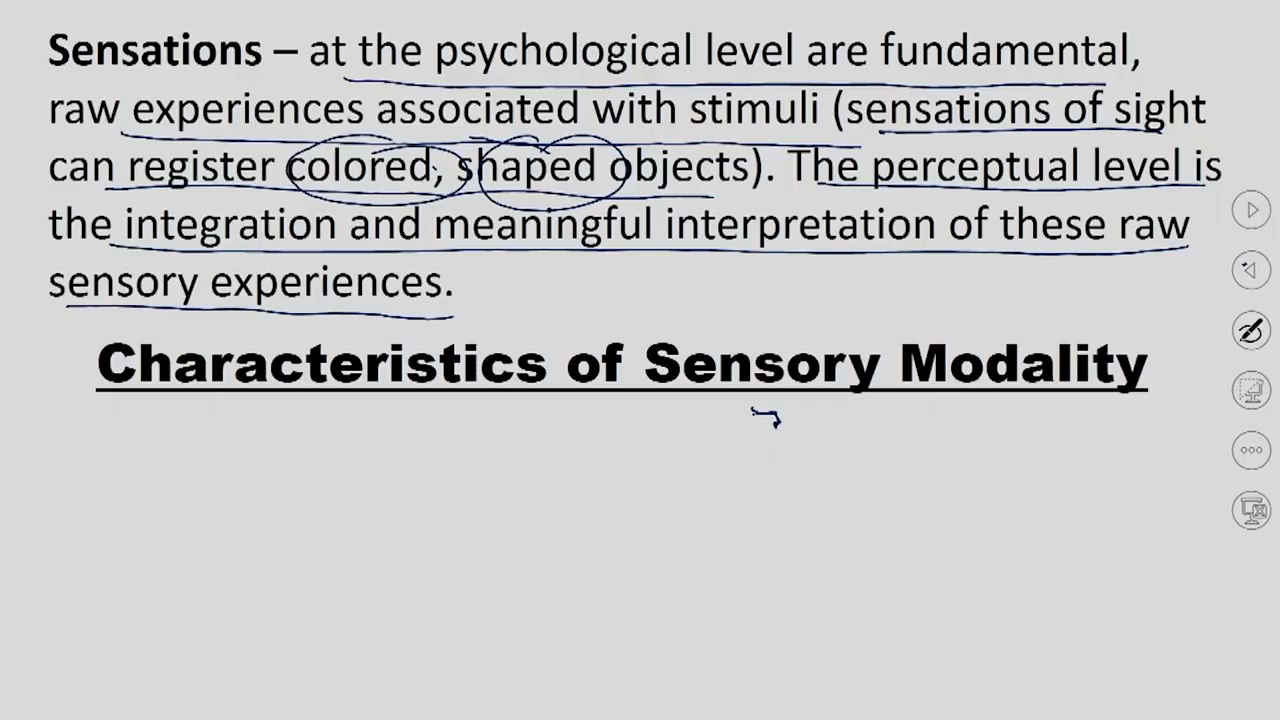 Sensations – at the psychological level are fundamental,
raw experiences associated with stimuli (sensations of sight
can register colored, shaped objects). The perceptual level is
the integration and meaningful interpretation of these raw
sensory experiences.
Characteristics of Sensory Modality